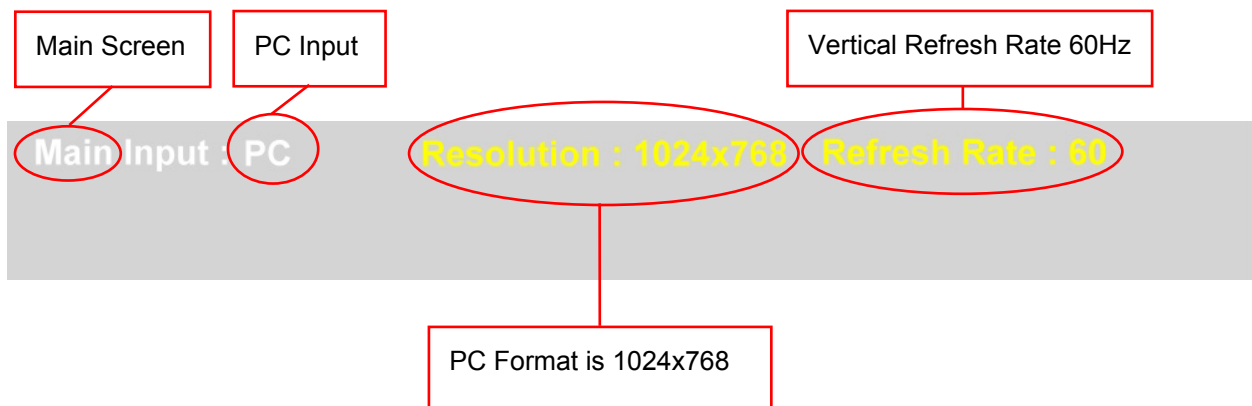 Main Screen
PC Input
Vertical Refresh Rate 60Hz
Main Input : PC
Resolution : 1024x768
Refresh Rate : 60
PC Format is 1024x768